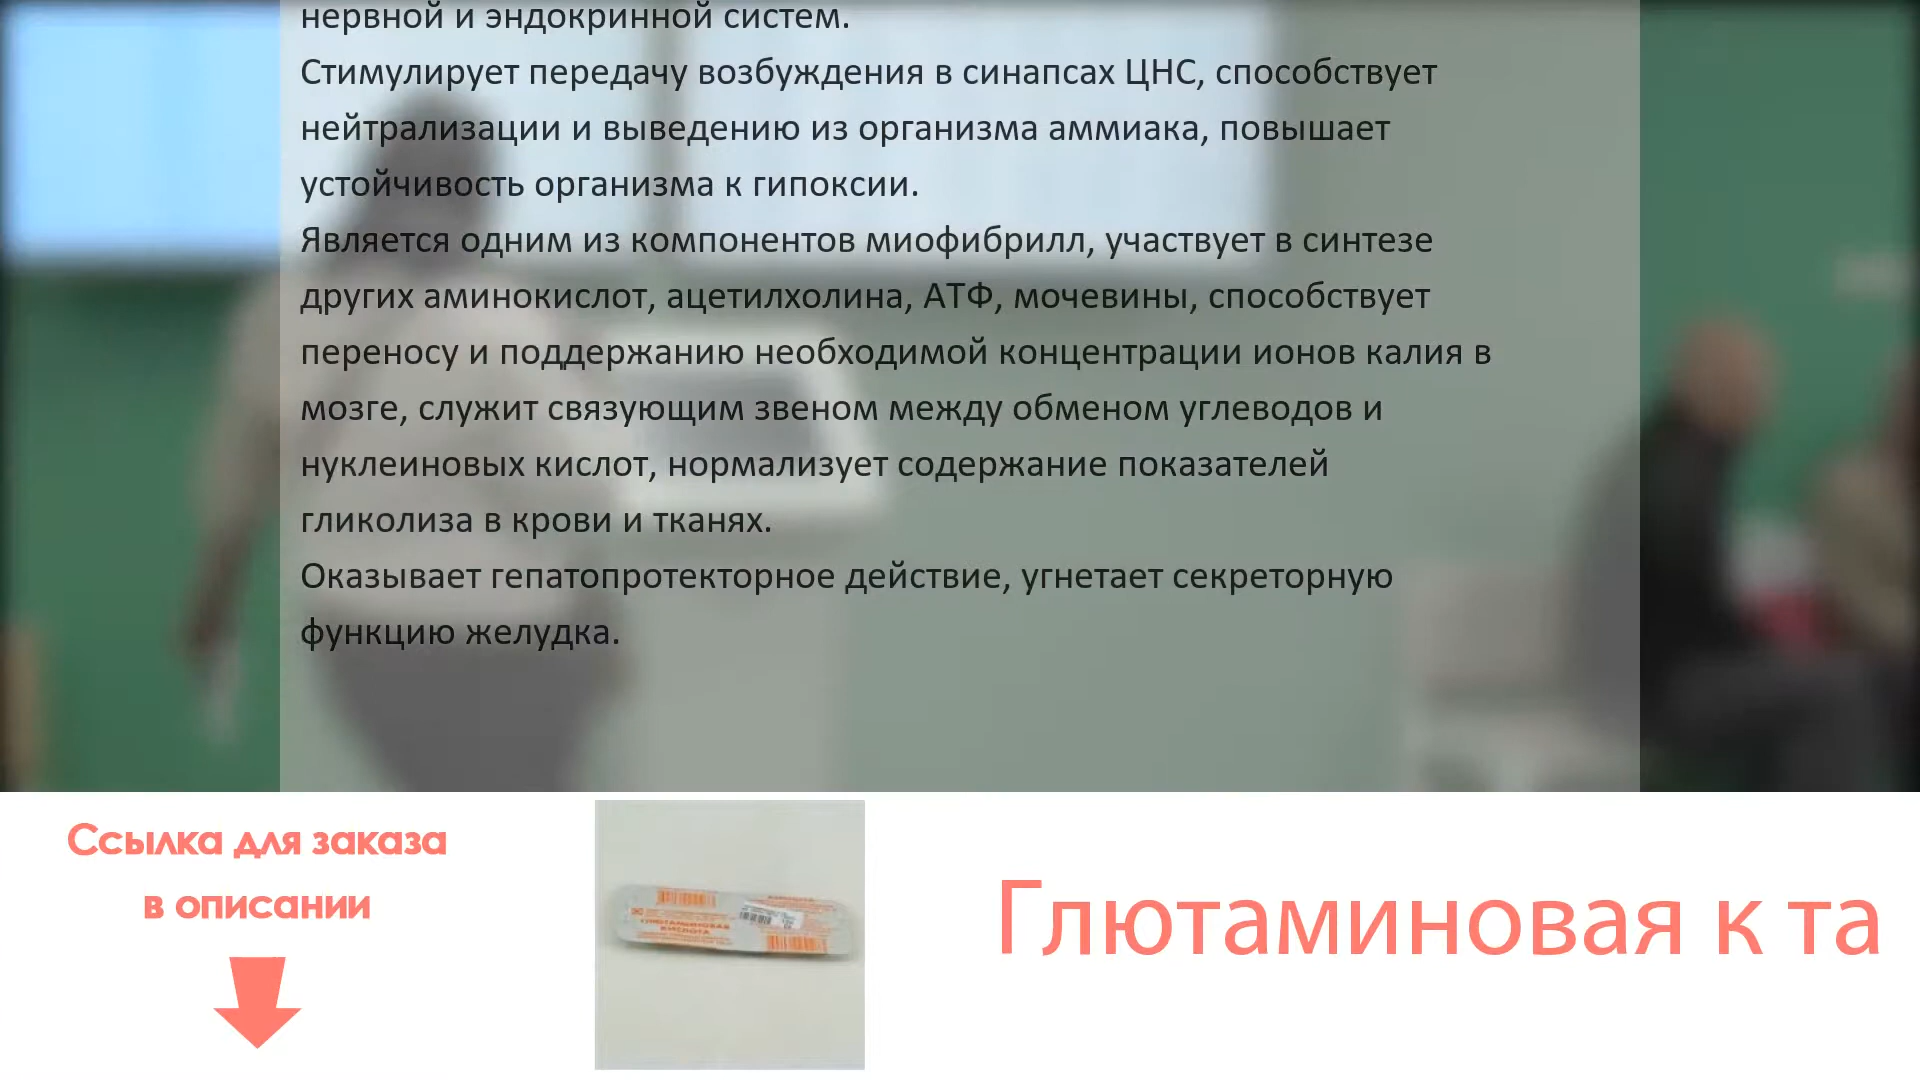 нервной и эндокринной систем.
Стимулирует передачу возбуждения в синапсах ЦНС, способствует
нейтрализации и выведению из организма аммиака, повышает
устойчивость организма к гипоксии.
Является одним из компонентов миофибрилл, участвует в синтезе
других аминокислот, ацетилхолина, АТФ, мочевины, способствует
переносу и поддержанию необходимой концентрации ионов калия в
мозге, служит связующим звеном между обменом углеводов и
нуклеиновых кислот, нормализует содержание показателей
гликолиза в крови и тканях.
Оказывает гепатопротекторное действие, угнетает секреторную
функцию желудка.
Ссылка для заказа
в описании
ГЛЮТАМИНОВАЯ
КИСЛОТА
Глютаминовая к та